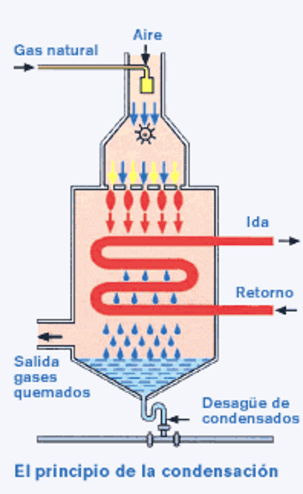 Aire
Gas natural
Ida
Retorno
Salida
gases
quemados
Desagüe de
condensados
El principio de la condensación